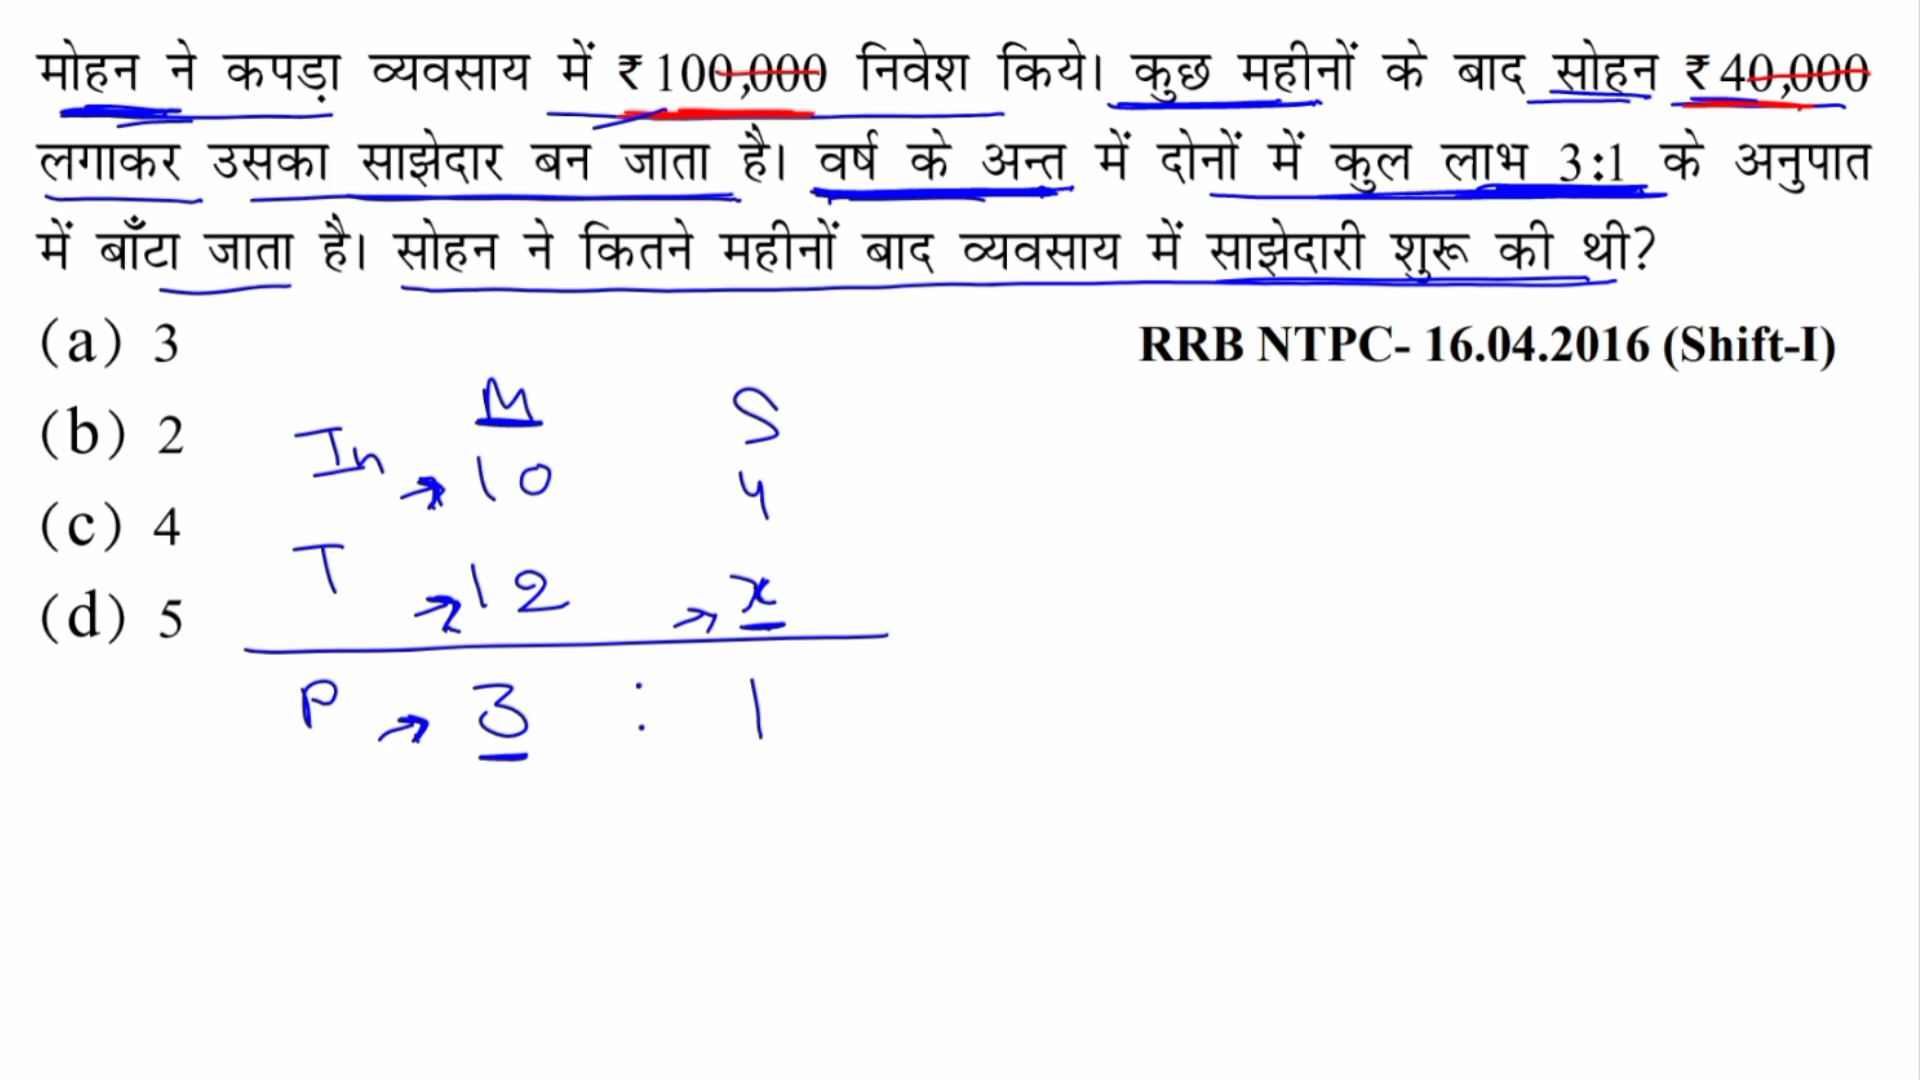 मोहन ने कपड़ा व्यवसाय में ₹100,000 निवेश किये। कुछ महीनों के बाद सोहन ₹40,000
लगाकर उसका साझेदार बन जाता है। वर्ष के अन्त में दोनों में कुल लाभ 3:1 के अनुपात
में बाँटा जाता है। सोहन ने कितने महीनों बाद व्यवसाय में साझेदारी शुरू की थी?
(a) 3
RRB NTPC- 16.04.2016 (Shift-I)
(b) 2
(c) 4
(d) 5
M S
In → 10 4
T → 12 → x
P → 3 : 1